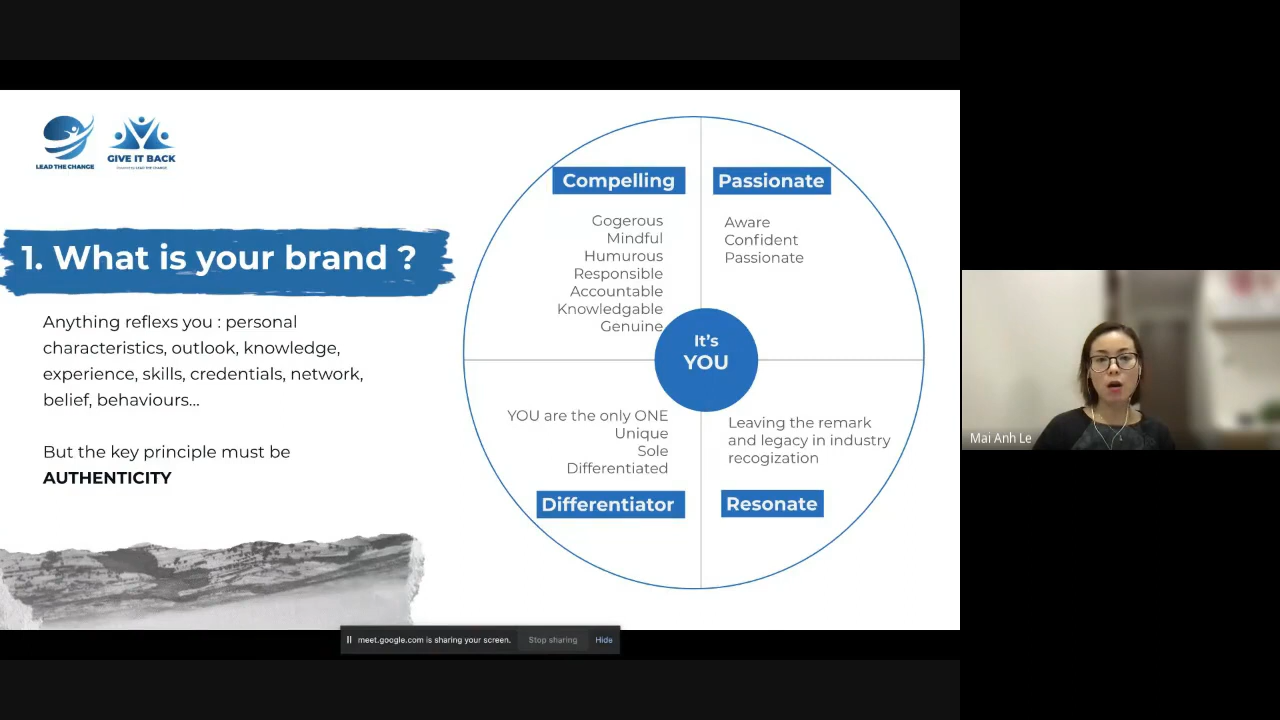 LEAD THE CHANGE
GIVE IT BACK
1. What is your brand ?
Anything reflexs you : personal
characteristics, outlook, knowledge,
experience, skills, credentials, network,
belief, behaviours...
But the key principle must be
AUTHENTICITY
Compelling
Gogerous
Mindful
Humurous
Responsible
Accountable
Knowledgable
Genuine
Passionate
Aware
Confident
Passionate
It's
YOU
YOU are the only ONE
Unique
Sole
Differentiated
Differentiator
Leaving the remark
and legacy in industry
recogization
Resonate
meet.google.com is sharing your screen.
Stop sharing
Hide
Mai Anh Le